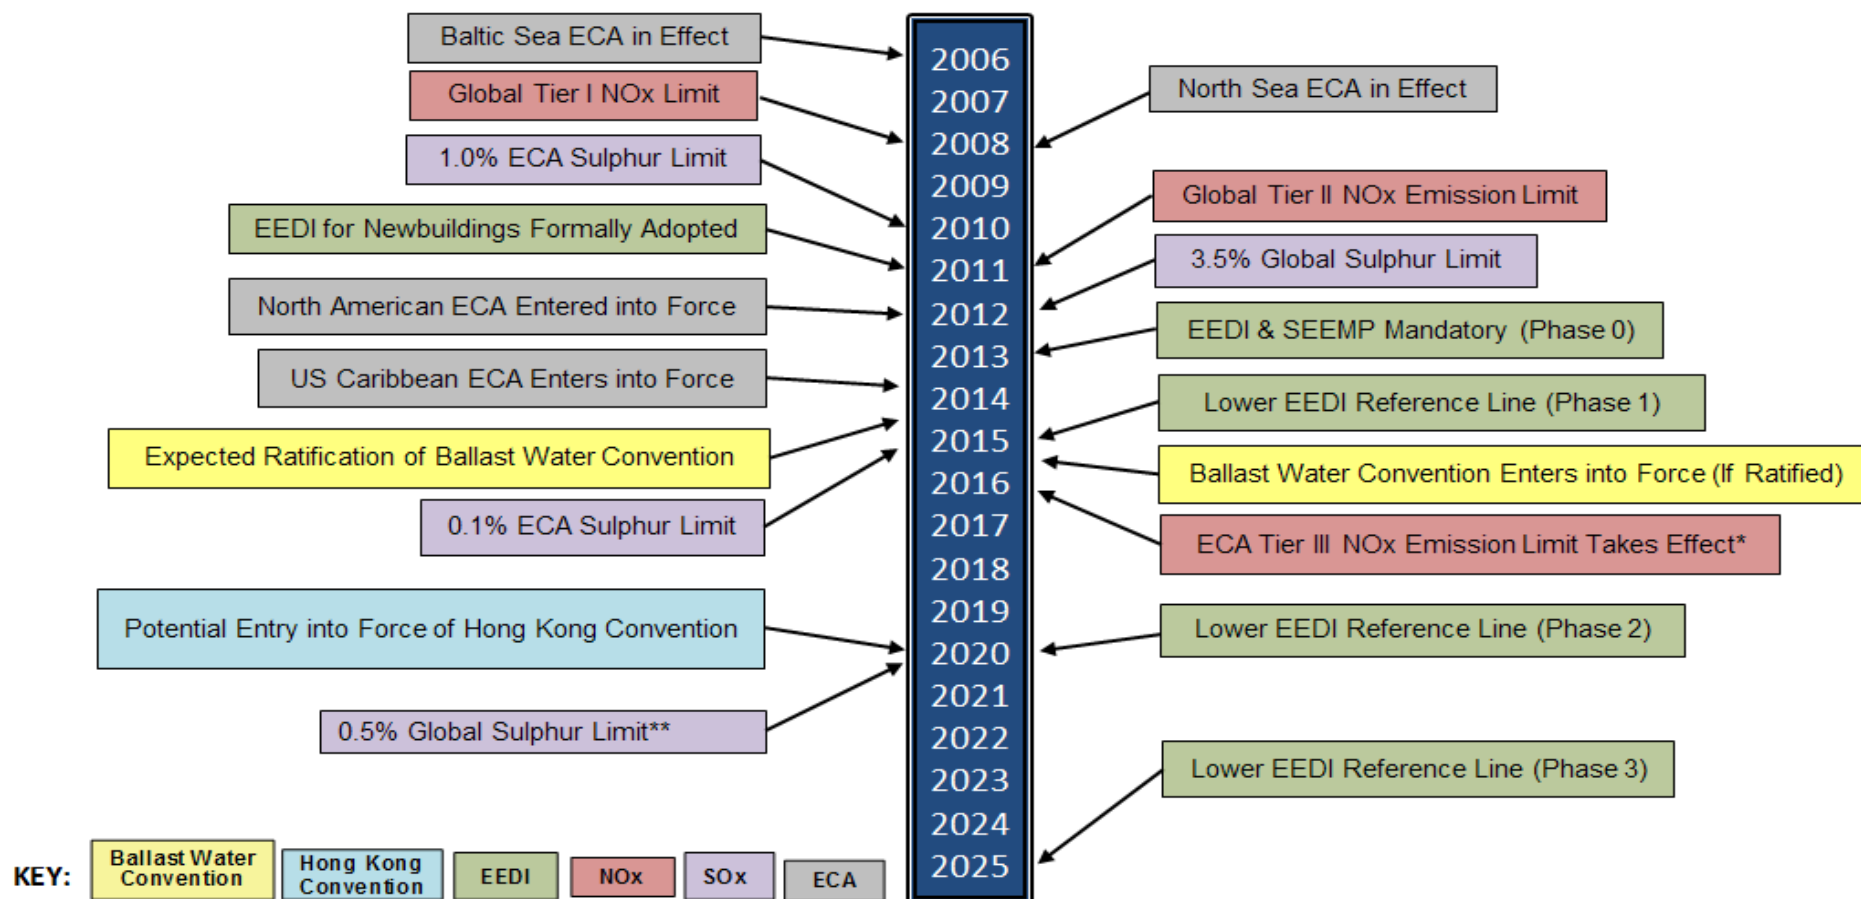 Baltic Sea ECA in Effect
Global Tier I NOx Limit
1.0% ECA Sulphur Limit
EEDI for Newbuildings Formally Adopted
North American ECA Entered into Force
US Caribbean ECA Enters into Force
Expected Ratification of Ballast Water Convention
0.1% ECA Sulphur Limit
Potential Entry into Force of Hong Kong Convention
0.5% Global Sulphur Limit**
2006
2007
2008
2009
2010
2011
2012
2013
2014
2015
2016
2017
2018
2019
2020
2021
2022
2023
2024
2025
North Sea ECA in Effect
Global Tier II NOx Emission Limit
3.5% Global Sulphur Limit
EEDI & SEEMP Mandatory (Phase 0)
Lower EEDI Reference Line (Phase 1)
Ballast Water Convention Enters into Force (If Ratified)
ECA Tier III NOx Emission Limit Takes Effect*
Lower EEDI Reference Line (Phase 2)
Lower EEDI Reference Line (Phase 3)
KEY:
Ballast Water
Convention
Hong Kong
Convention
EEDI
NOx
SOx
ECA